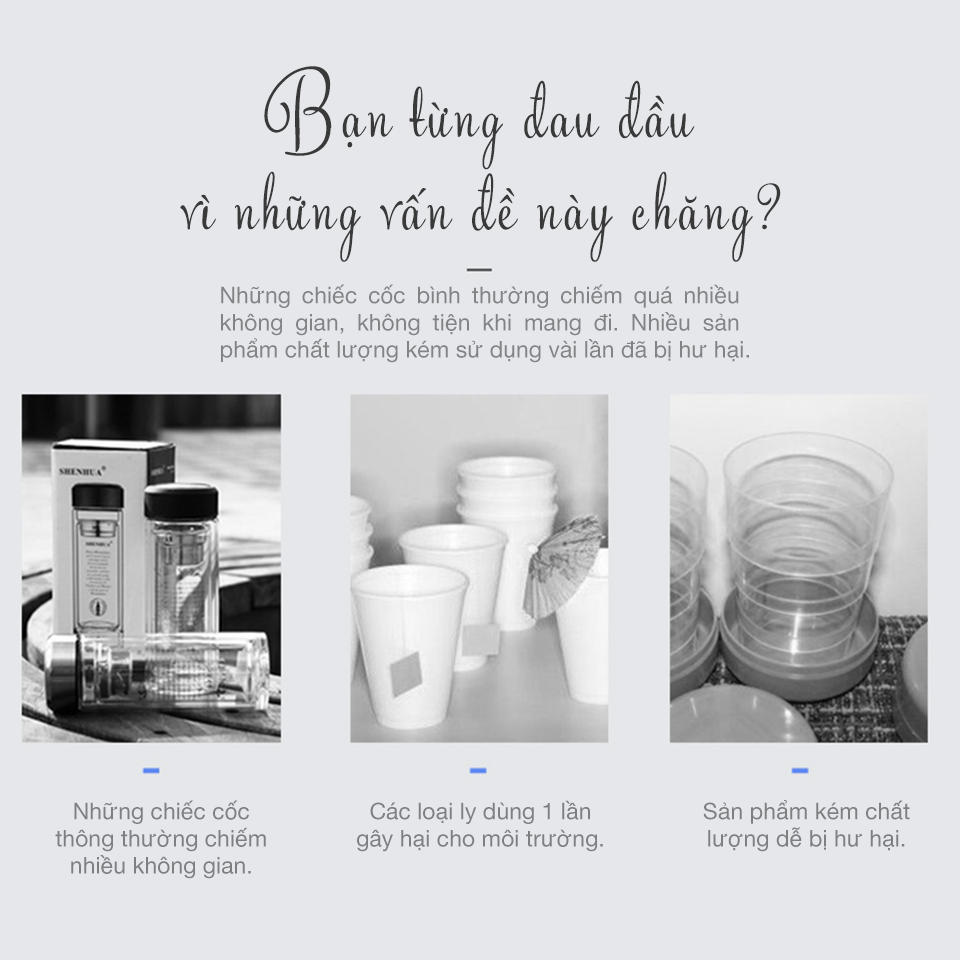 Bạn từng đau đầu
vì những vấn đề này chăng?
Những chiếc cốc bình thường chiếm quá nhiều
không gian, không tiện khi mang đi. Nhiều sản
phẩm chất lượng kém sử dụng vài lần đã bị hư hại.
SHENHUA®
SHENHUA
Những chiếc cốc
thông thường chiếm
nhiều không gian.
Các loại ly dùng 1 lần
gây hại cho môi trường.
Sản phẩm kém chất
lượng dễ bị hư hại.